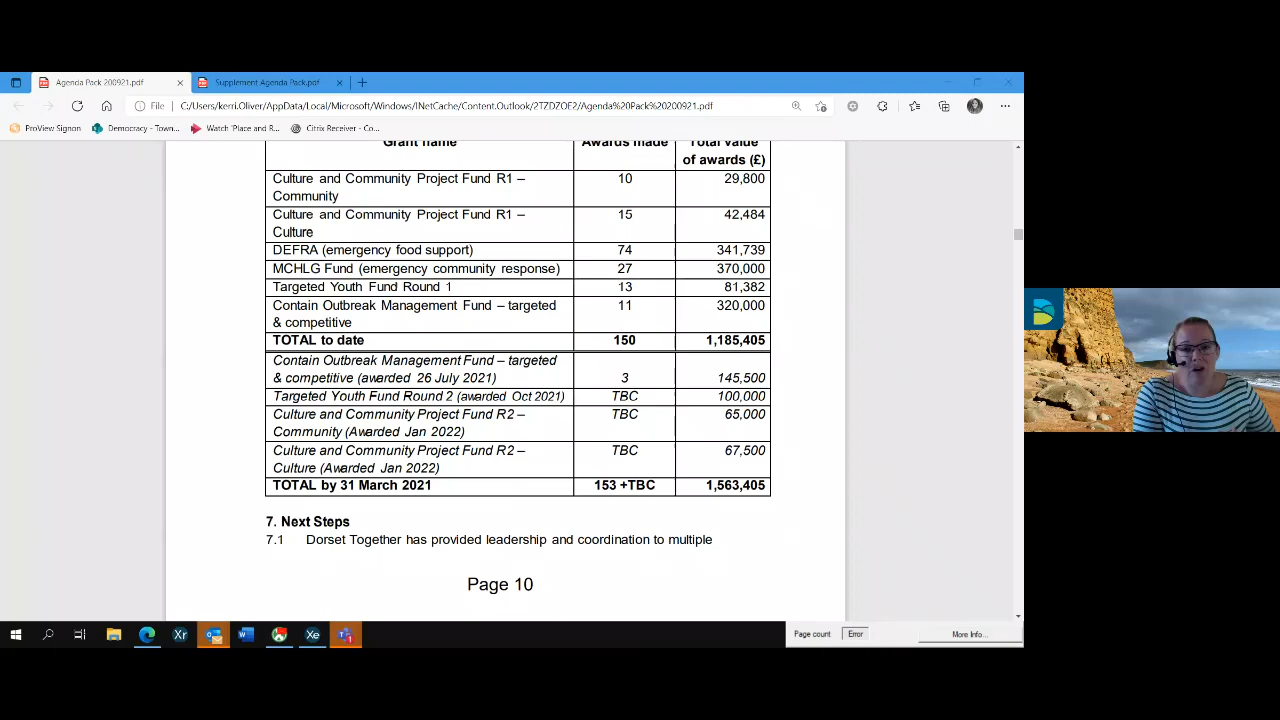 Agenda Pack 200921.pdf
Supplement Agenda Pack.pdf
File
C:/Users/kerri.Oliver/AppData/Local/Microsoft/Windows/INetCache/Content.Outlook/2TZDZOE2/Agenda%20Pack%20200921.pdf
ProView Signon
Democracy - Town...
Watch 'Place and R...
Citrix Receiver - Co...
Grant name Awards made Total value
of awards (£)
Culture and Community Project Fund R1 – 10 29,800
Community
Culture and Community Project Fund R1 – 15 42,484
Culture
DEFRA (emergency food support) 74 341,739
MCHLG Fund (emergency community response) 27 370,000
Targeted Youth Fund Round 1 13 81,382
Contain Outbreak Management Fund – targeted 11 320,000
& competitive
TOTAL to date 150 1,185,405
Contain Outbreak Management Fund – targeted
& competitive (awarded 26 July 2021) 3 145,500
Targeted Youth Fund Round 2 (awarded Oct 2021) TBC 100,000
Culture and Community Project Fund R2 – TBC 65,000
Community (Awarded Jan 2022)
Culture and Community Project Fund R2 – TBC 67,500
Culture (Awarded Jan 2022)
TOTAL by 31 March 2021 153 +TBC 1,563,405
7. Next Steps
7.1 Dorset Together has provided leadership and coordination to multiple
Page 10
Page count Error More Info...